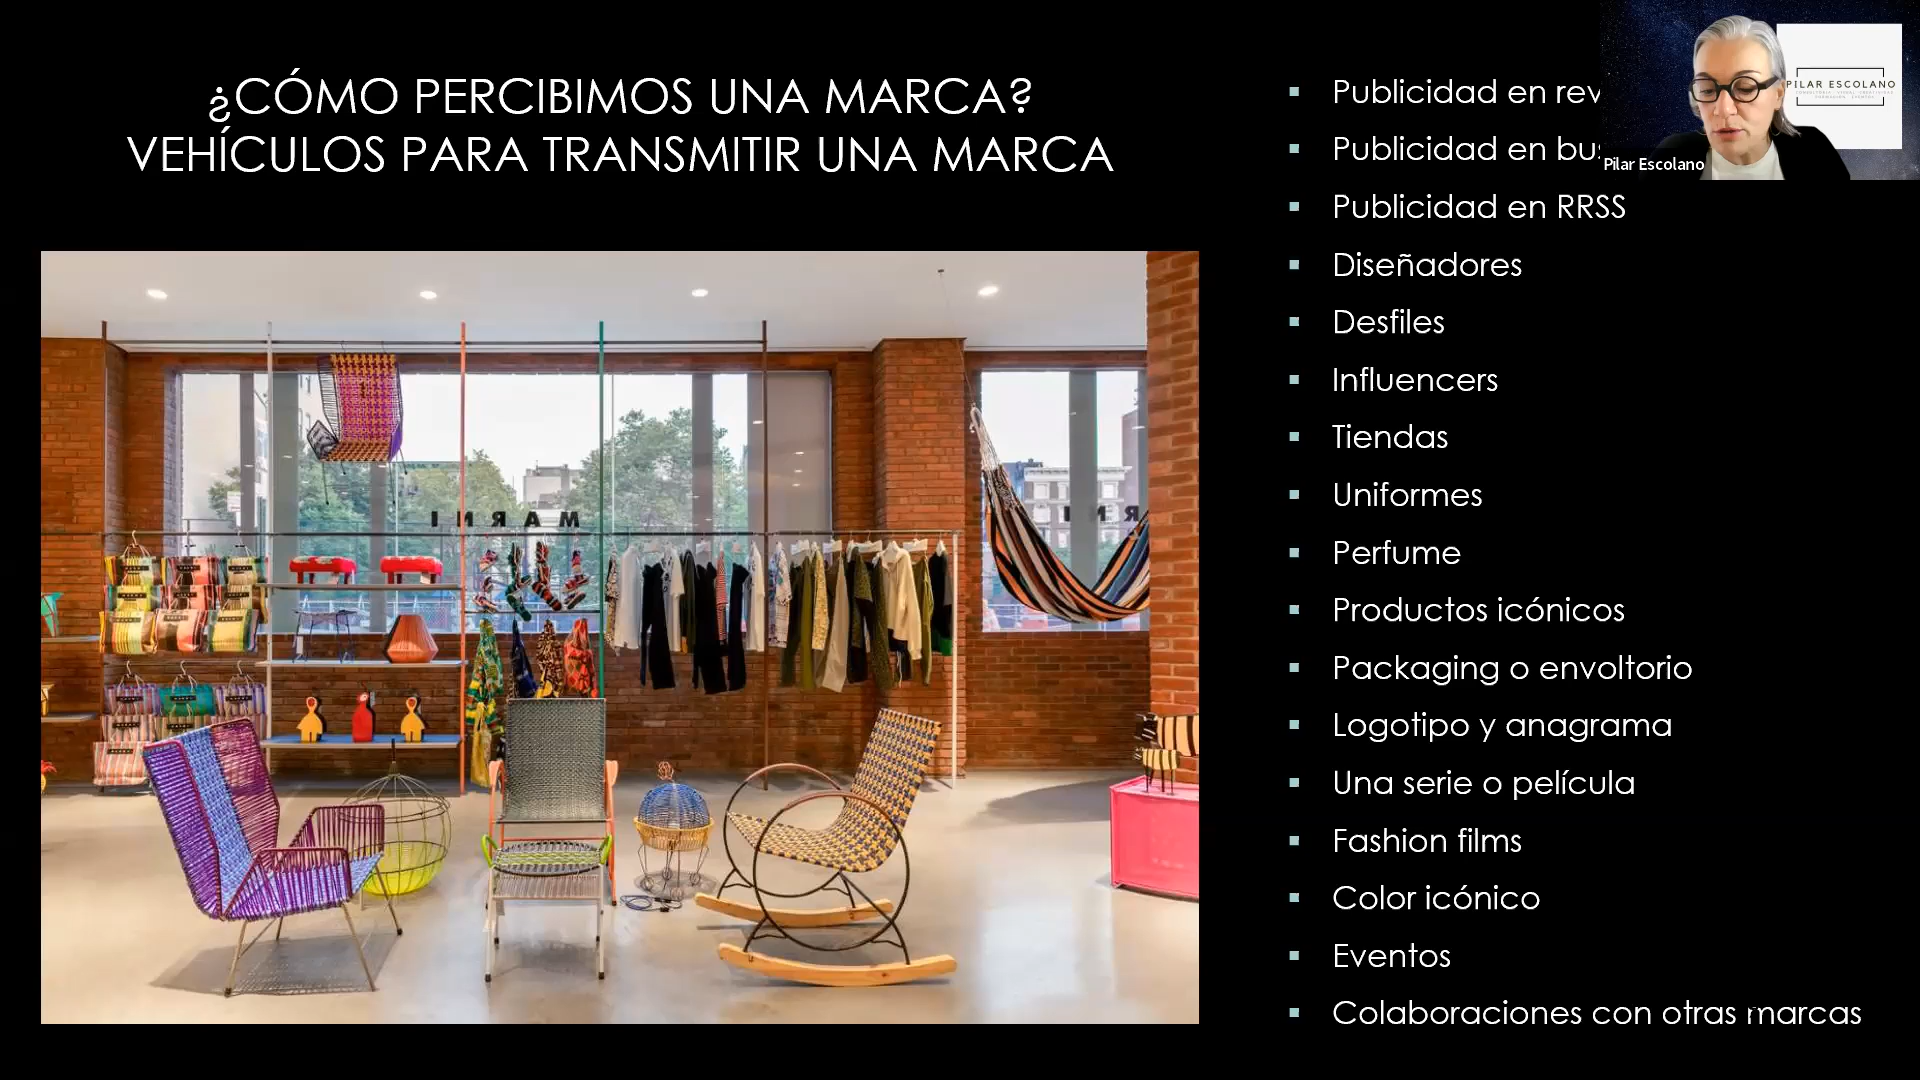 ¿CÓMO PERCIBIMOS UNA MARCA?
VEHÍCULOS PARA TRANSMITIR UNA MARCA
MARNI
Publicidad en
Publicidad en
Publicidad en RRSS
Diseñadores
Desfiles
Influencers
Tiendas
Uniformes
Perfume
Productos icónicos
Packaging o envoltorio
Logotipo y anagrama
Una serie o película
Fashion films
Color icónico
Eventos
Colaboraciones con otras marcas
PILAR ESCOLANO
Pilar Escolano